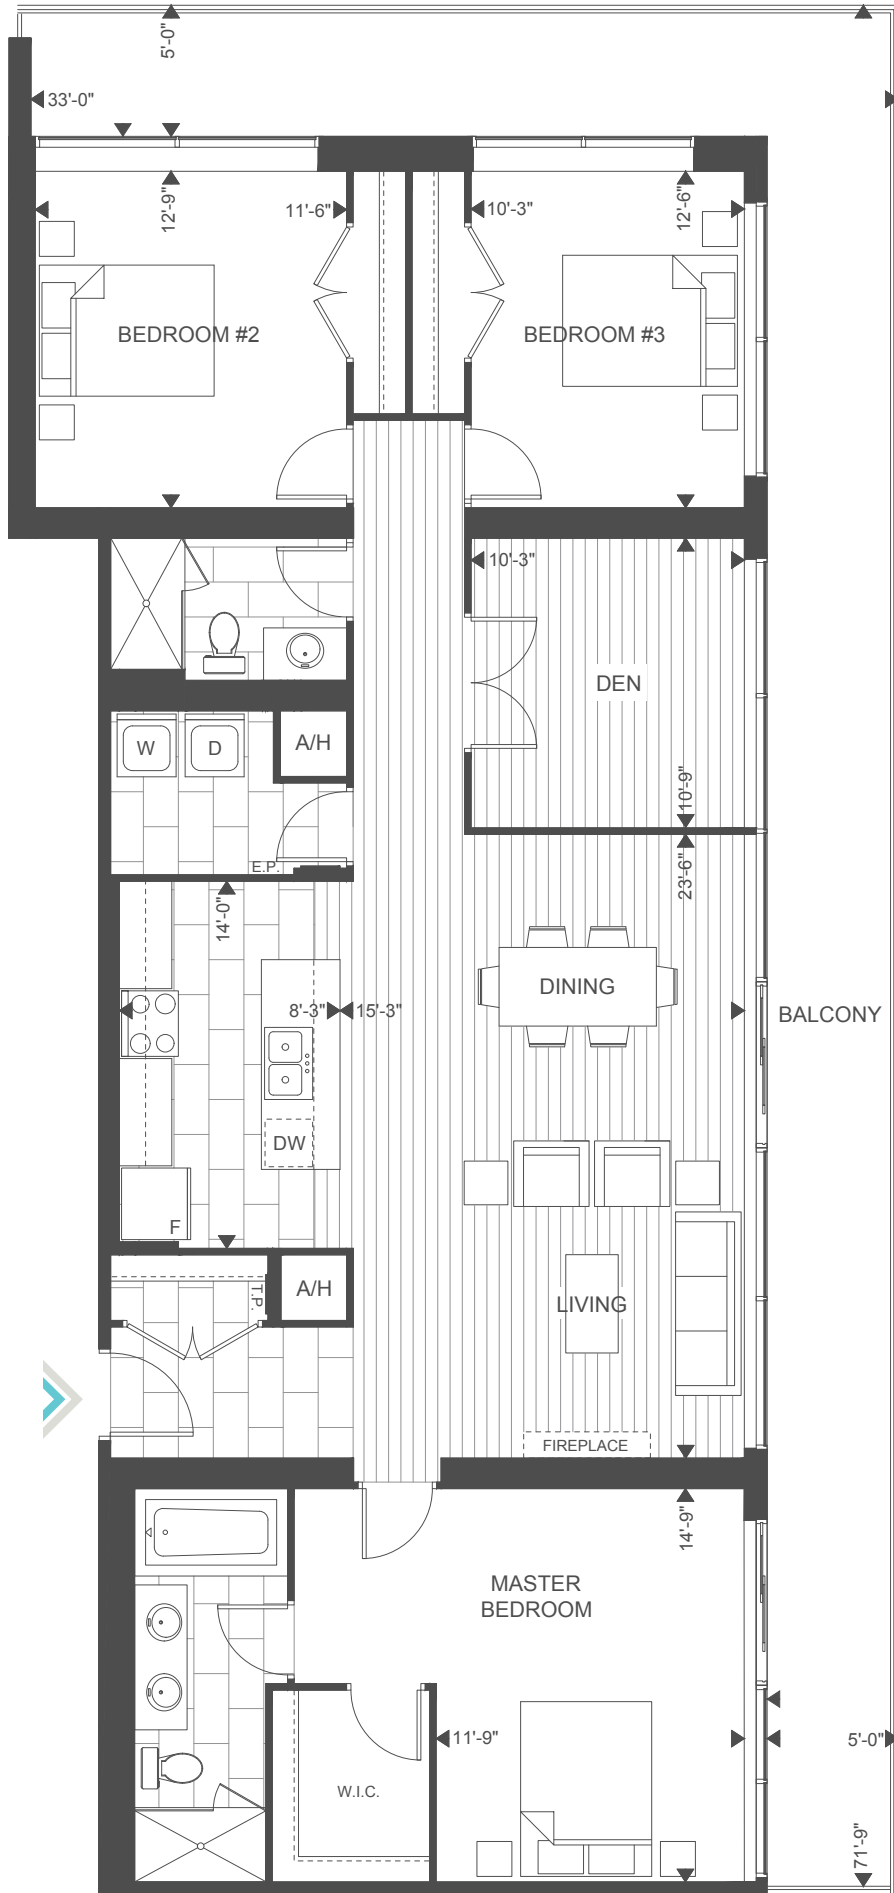 5'-0"
33'-0"
12'-9"
11'-6"
10'-3"
12'-6"
BEDROOM #2
BEDROOM #3
10'-3"
DEN
W
D
A/H
10'-9"
E.P.
23'-6"
14'-0"
DINING
8'-3"
15'-3"
BALCONY
DW
F
T.P.
A/H
LIVING
FIREPLACE
14'-9"
MASTER
BEDROOM
11'-9"
5'-0"
W.I.C.
71'-9"